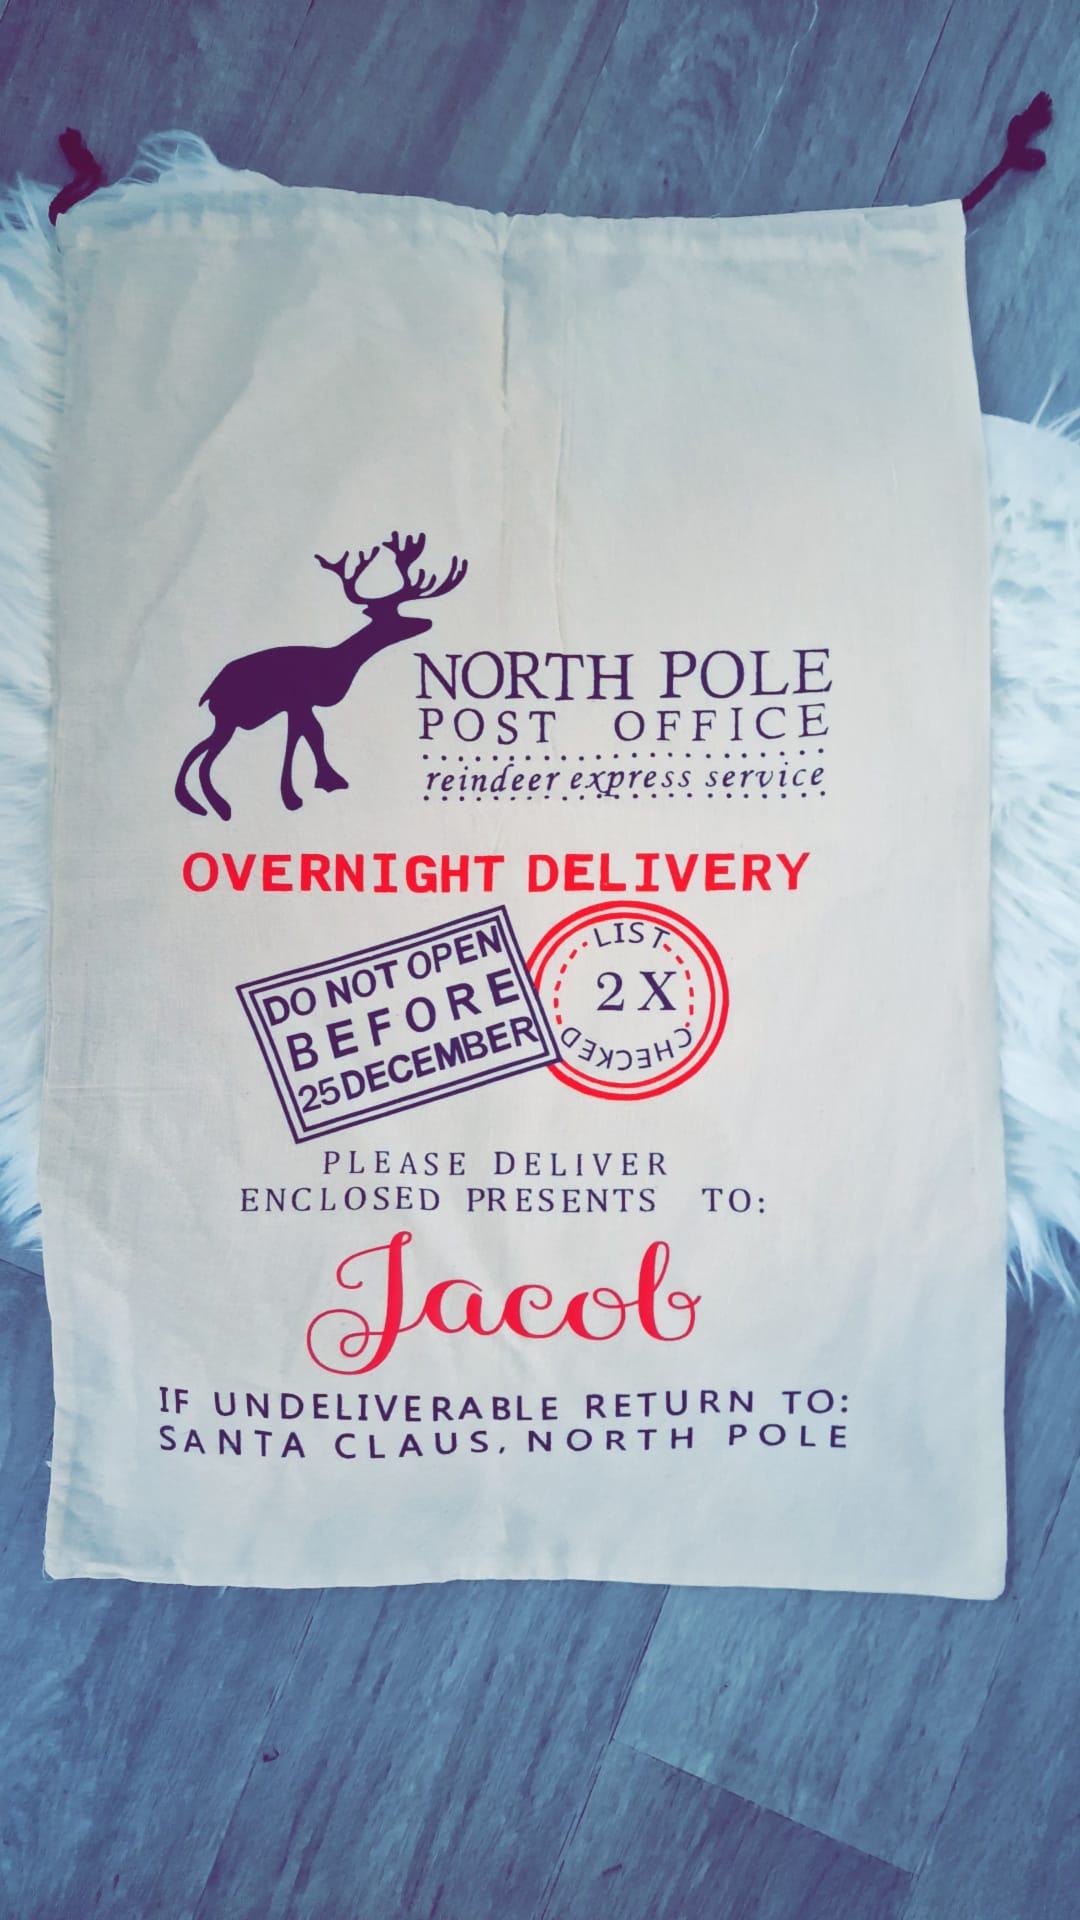 NORTH POLE
POST OFFICE
reindeer express service
OVERNIGHT DELIVERY
DO NOT OPEN
BEFORE
25 DECEMBER
LIST
2 X
CHECKED
PLEASE DELIVER
ENCLOSED PRESENTS TO:
Jacob
IF UNDELIVERABLE RETURN TO:
SANTA CLAUS, NORTH POLE